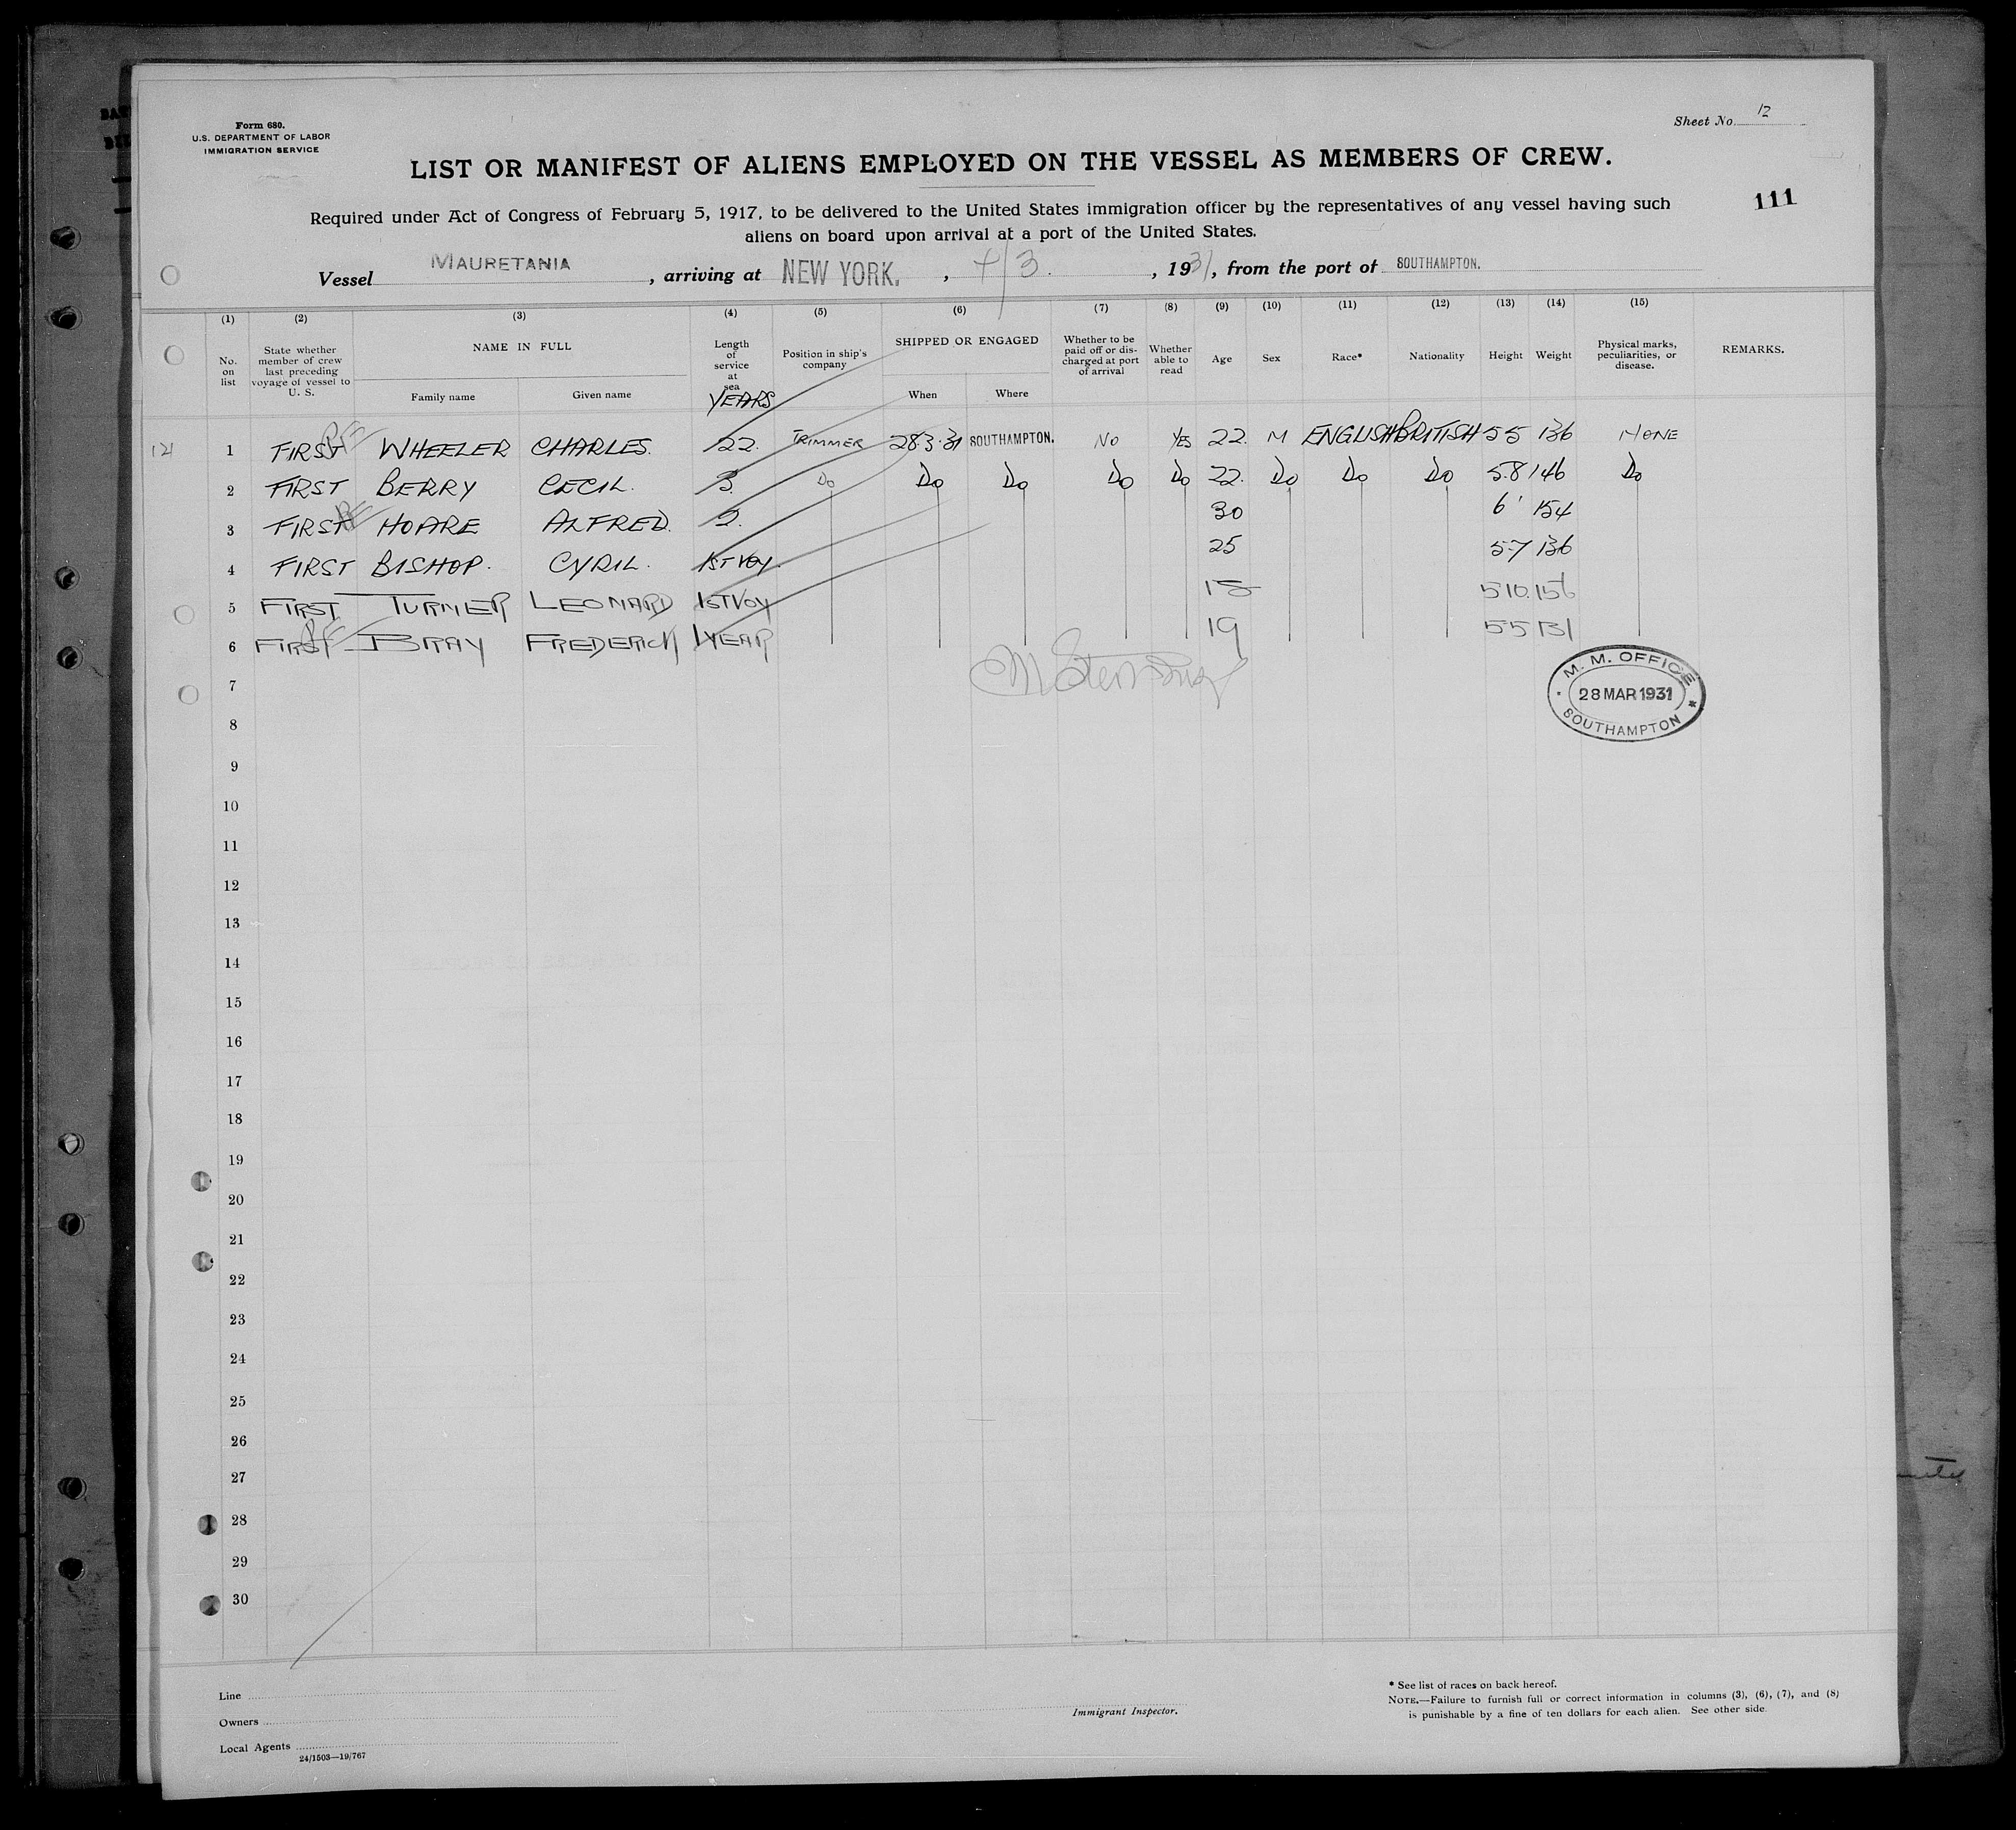 Form 680.
U.S. DEPARTMENT OF LABOR
IMMIGRATION SERVICE
Sheet No. 12
LIST OR MANIFEST OF ALIENS EMPLOYED ON THE VESSEL AS MEMBERS OF CREW.
111
Required under Act of Congress of February 5, 1917, to be delivered to the United States immigration officer by the representatives of any vessel having such
aliens on board upon arrival at a port of the United States.
Vessel MAURETANIA, arriving at NEW YORK., 4/3., 1931, from the port of SOUTHAMPTON.
(1) (2) (3) (4) (5) (6) (7) (8) (9) (10) (11) (12) (13) (14) (15)
No. on list
State whether member of crew last preceding voyage of vessel to U. S.
NAME IN FULL
Family name
Given name
Length of service at sea
YEARS
Position in ship's company
SHIPPED OR ENGAGED
When
Where
Whether to be paid off or discharged at port of arrival
Whether able to read
Age
Sex
Race*
Nationality
Height
Weight
Physical marks, peculiarities, or disease.
REMARKS.
1 FIRST WHEELER CHARLES. 22. TRIMMER 28.3.31 SOUTHAMPTON. NO YES 22. M ENGLISH BRITISH 5 5 136 NONE
2 FIRST BERRY CECIL. 3. Do Do Do Do Do 22. Do Do Do 5.8 146 Do
3 FIRST HOARE ALFRED. 2. 30 6' 154
4 FIRST BISHOP. CYRIL. 1ST VOY. 25 5.7 136
5 FIRST TURNER LEONARD 1ST VOY 18 5 10. 156
6 FIRST BRAY FREDERICK 1 YEAR 19 5 5 131
M. M. OFFICE
28 MAR 1931
SOUTHAMPTON
7
8
9
10
11
12
13
14
15
16
17
18
19
20
21
22
23
24
25
26
27
28
29
30
Line
Owners
Local Agents
24/1503—19/767
Immigrant Inspector.
* See list of races on back hereof.
NOTE.—Failure to furnish full or correct information in columns (3), (6), (7), and (8)
is punishable by a fine of ten dollars for each alien. See other side.